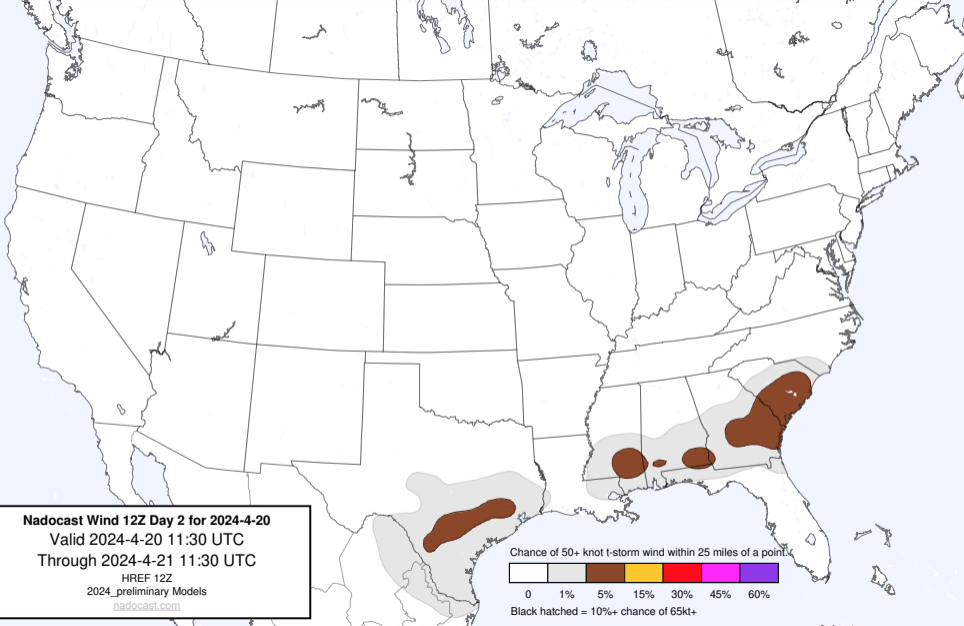 Nadocast Wind 12Z Day 2 for 2024-4-20
Valid 2024-4-20 11:30 UTC
Through 2024-4-21 11:30 UTC
HREF 12Z
2024_preliminary Models
nadocast.com
Chance of 50+ knot t-storm wind within 25 miles of a point.
0 1% 5% 15% 30% 45% 60%
Black hatched = 10%+ chance of 65kt+